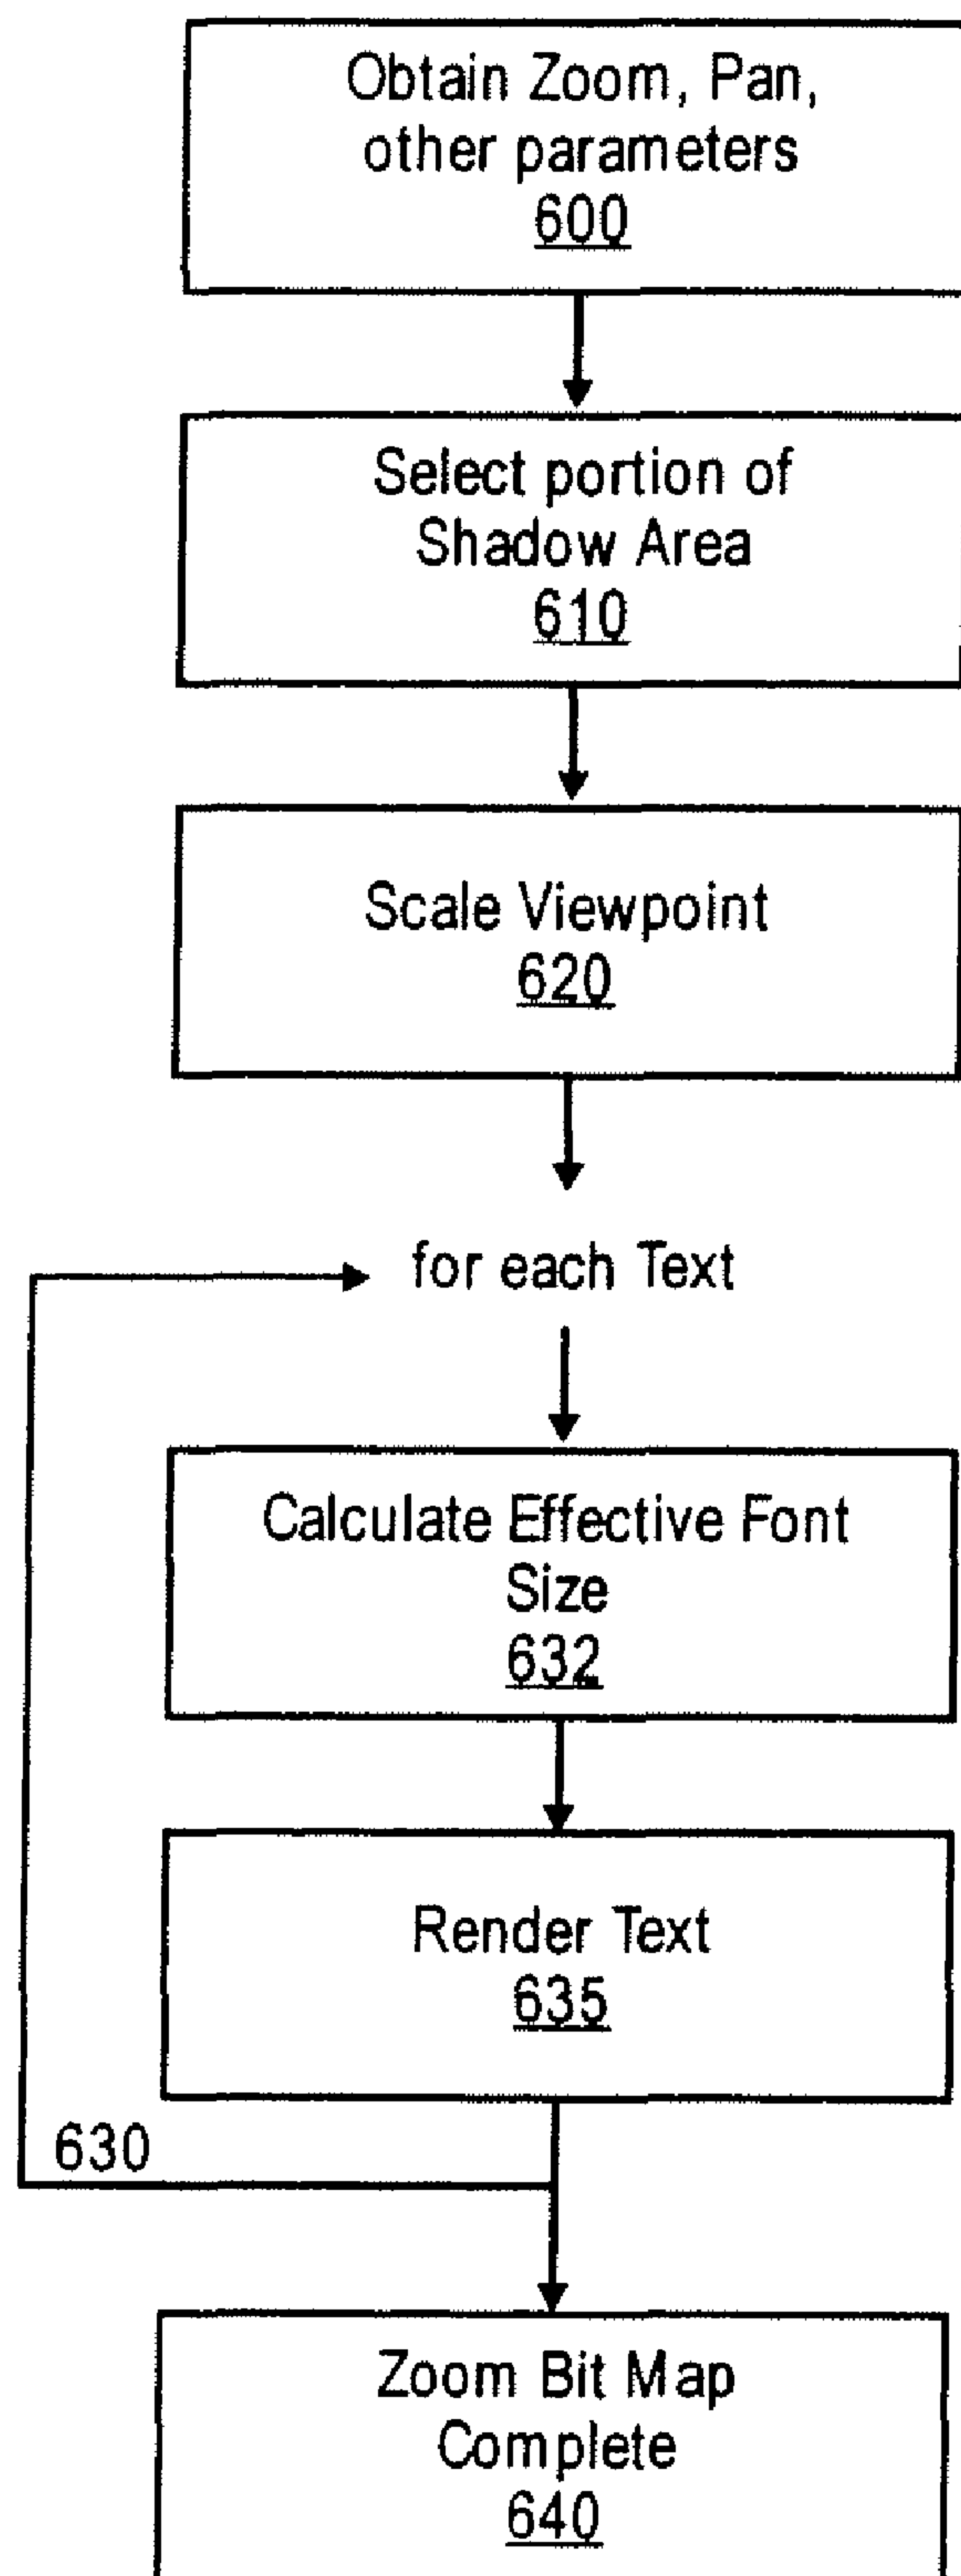 Obtain Zoom, Pan,
other parameters
600
Select portion of
Shadow Area
610
Scale Viewpoint
620
for each Text
Calculate Effective Font
Size
632
Render Text
635
630
Zoom Bit Map
Complete
640